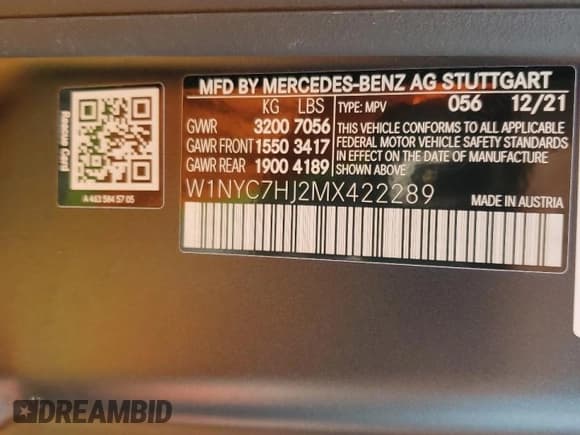 MFD BY MERCEDES-BENZ AG STUTTGART
KG LBS
GVWR 3200 7056
GAWR FRONT 1550 3417
GAWR REAR 1900 4189
TYPE: MPV 056 12/21
THIS VEHICLE CONFORMS TO ALL APPLICABLE
FEDERAL MOTOR VEHICLE SAFETY STANDARDS
IN EFFECT ON THE DATE OF MANUFACTURE
SHOWN ABOVE.
W1NYC7HJ2MX422289
MADE IN AUSTRIA
Rescue Card
A 463 584 57 05
DREAMBID